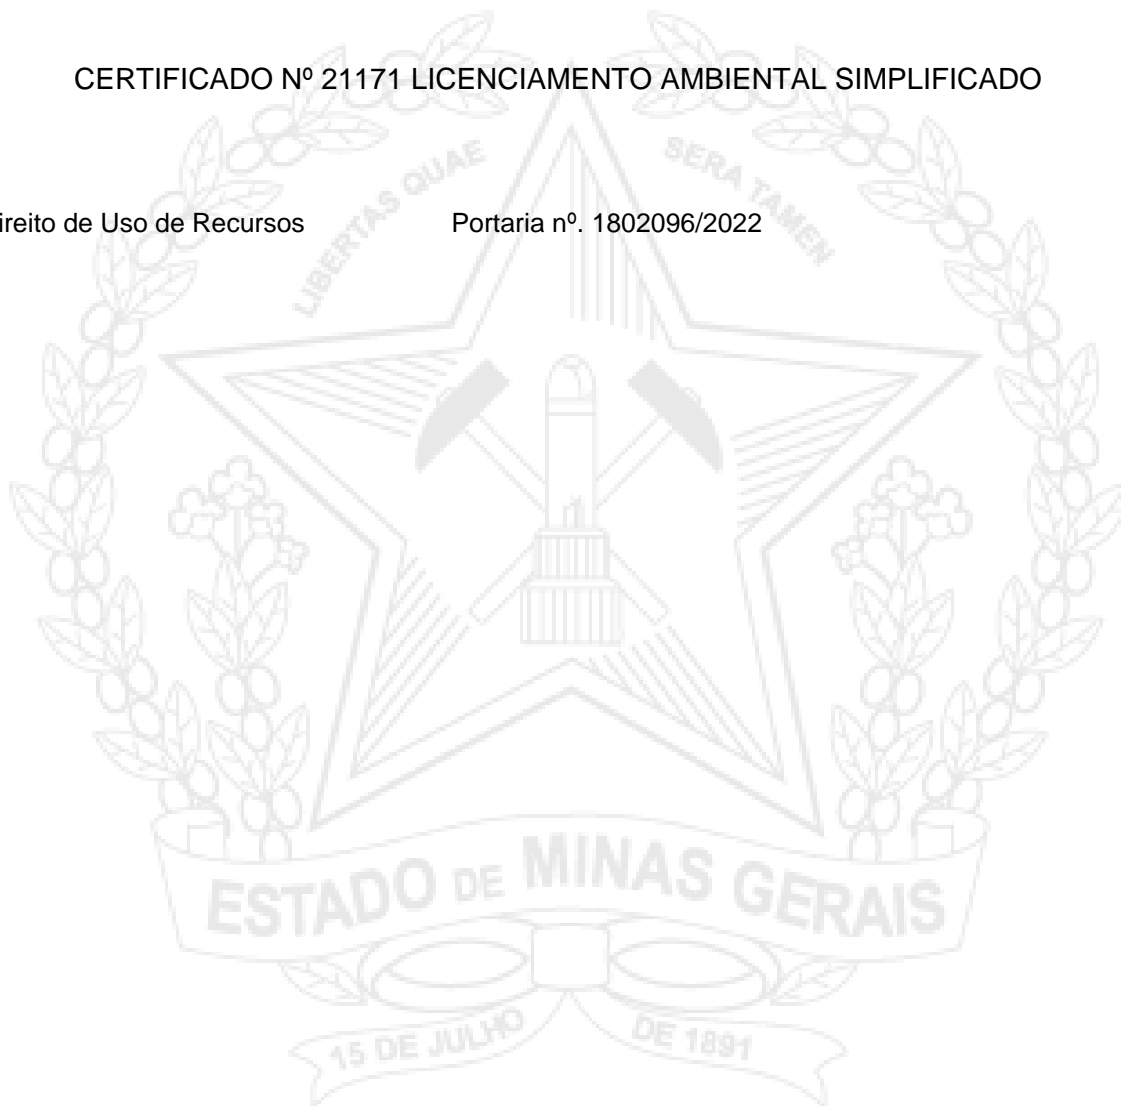 CERTIFICADO Nº 21171 LICENCIAMENTO AMBIENTAL SIMPLIFICADO
LIBERTAS QUAE SERA TAMEN
ireito de Uso de Recursos Portaria nº. 1802096/2022
ESTADO DE MINAS GERAIS
15 DE JULHO DE 1891